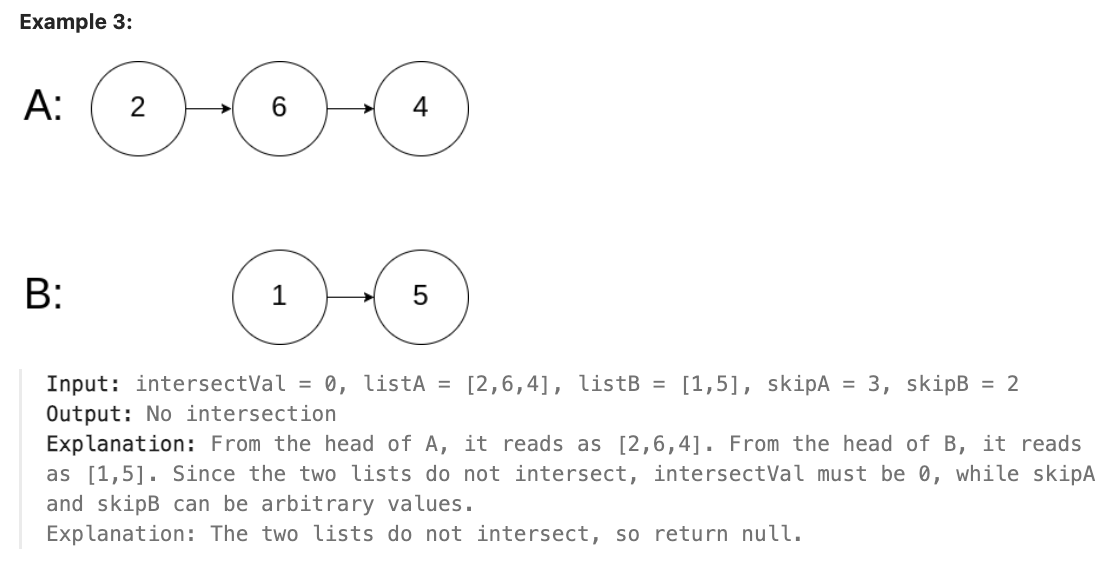 Example 3:
A: 2 6 4
B: 1 5
Input: intersectVal = 0, listA = [2,6,4], listB = [1,5], skipA = 3, skipB = 2
Output: No intersection
Explanation: From the head of A, it reads as [2,6,4]. From the head of B, it reads
as [1,5]. Since the two lists do not intersect, intersectVal must be 0, while skipA
and skipB can be arbitrary values.
Explanation: The two lists do not intersect, so return null.